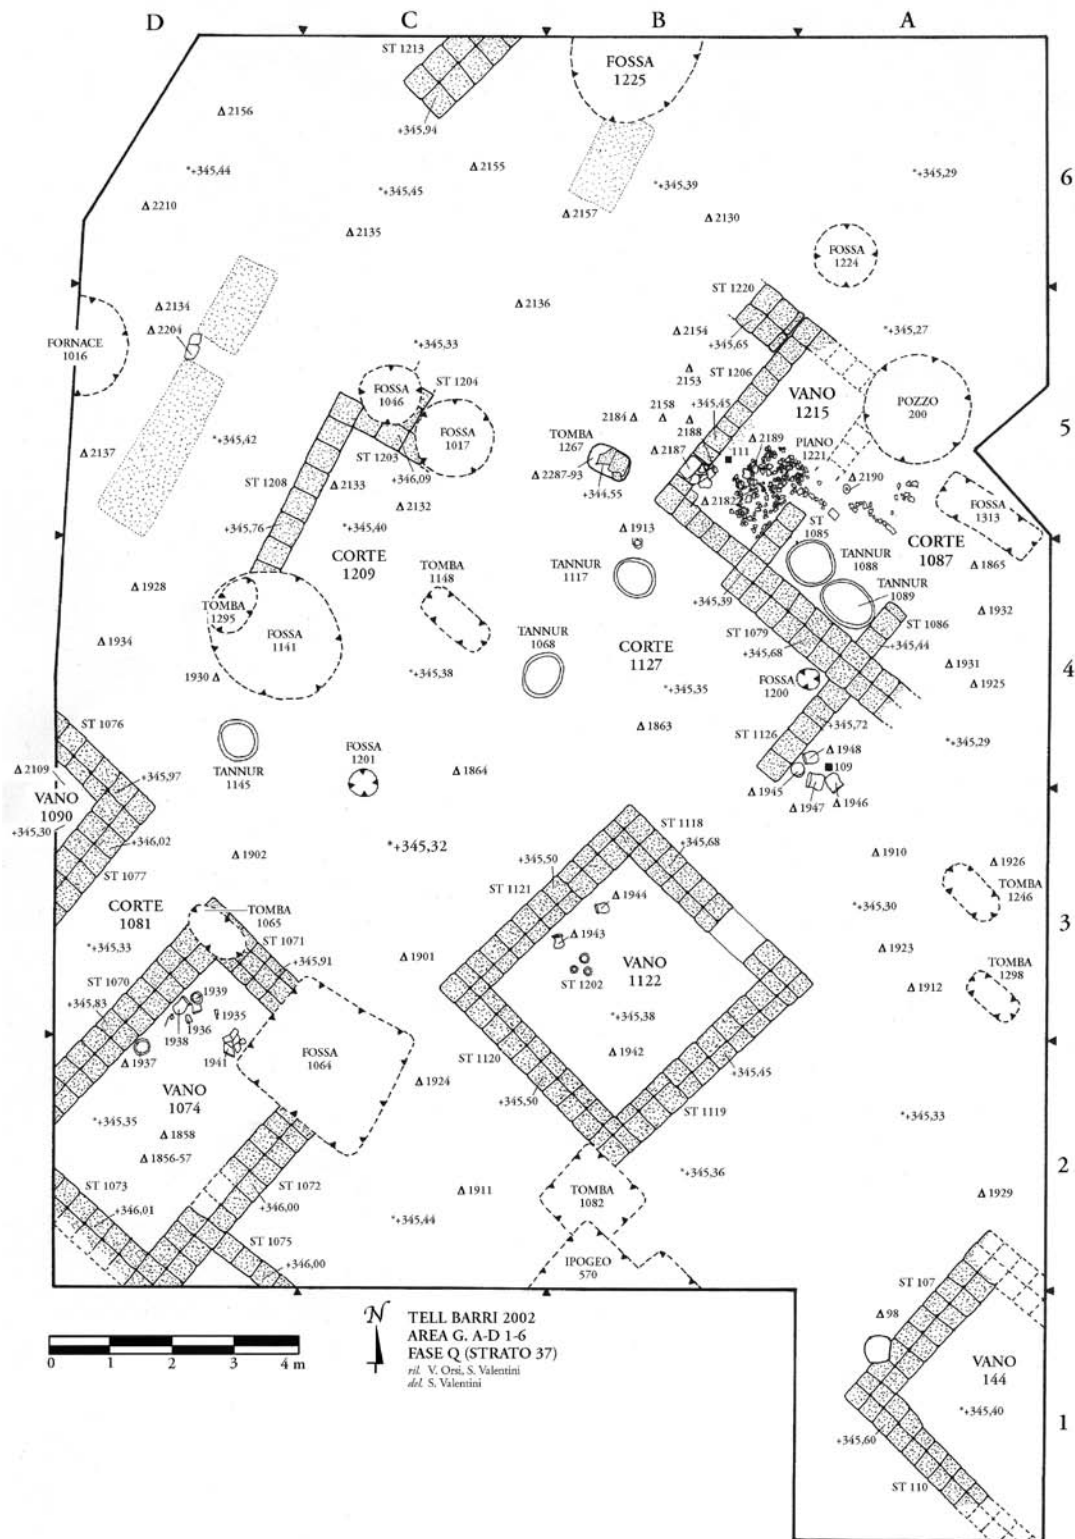 D
C
B
A
ST 1213
FOSSA
1225
+345,94
Δ 2156
*+345,44
Δ 2155
*+345,45
*+345,39
*+345,29
6
Δ 2210
Δ 2135
Δ 2157
Δ 2130
FOSSA
1224
Δ 2134
Δ 2204
FORNACE
1016
Δ 2136
ST 1220
Δ 2154
+345,65
*+345,27
*+345,33
Δ
2153
ST 1206
FOSSA
1046
ST 1204
VANO
1215
POZZO
200
2158
+345,45
2184 Δ
Δ
Δ
2188
5
*+345,42
FOSSA
1017
TOMBA
1267
Δ 2187
111
Δ 2189
PIANO
1221
Δ 2137
ST 1203
+346,09
Δ 2287-93
+344,55
Δ 2190
ST 1208
Δ 2133
Δ 2132
Δ 2182
FOSSA
1313
+345,76
*+345,40
Δ 1913
ST
1085
CORTE
1209
CORTE
1087
TANNUR
1117
TANNUR
1088
Δ 1865
TOMBA
1148
Δ 1928
TANNUR
1089
TOMBA
1295
+345,39
Δ 1932
ST 1086
FOSSA
1141
Δ 1934
TANNUR
1068
CORTE
1127
ST 1079
+345,68
+345,44
4
1930 Δ
*+345,38
*+345,35
FOSSA
1200
Δ 1931
Δ 1925
ST 1076
Δ 1863
+345,72
ST 1126
*+345,29
FOSSA
1201
Δ 1948
109
TANNUR
1145
Δ 2109
+345,97
Δ 1864
Δ 1945
Δ 1947
Δ 1946
VANO
1090
+345,30
+346,02
*+345,32
ST 1118
+345,68
Δ 1902
+345,50
Δ 1910
ST 1077
ST 1121
Δ 1926
TOMBA
1246
Δ 1944
CORTE
1081
TOMBA
1065
*+345,30
ST 1071
Δ 1943
3
*+345,33
Δ 1901
VANO
1122
Δ 1923
ST 1070
+345,91
ST 1202
TOMBA
1298
+345,83
1939
Δ 1912
1935
1936
1938
*+345,38
Δ 1937
1941
FOSSA
1064
ST 1120
Δ 1942
+345,45
VANO
1074
Δ 1924
+345,50
ST 1119
*+345,35
*+345,33
Δ 1858
Δ 1856-57
2
ST 1073
ST 1072
*+345,36
+346,01
+346,00
Δ 1911
TOMBA
1082
Δ 1929
*+345,44
ST 1075
+346,00
IPOGEO
570
ST 107
N
TELL BARRI 2002
AREA G. A-D 1-6
FASE Q (STRATO 37)
ril. V. Orsi, S. Valentini
del. S. Valentini
0 1 2 3 4 m
Δ 98
VANO
144
*+345,40
1
+345,60
ST 110